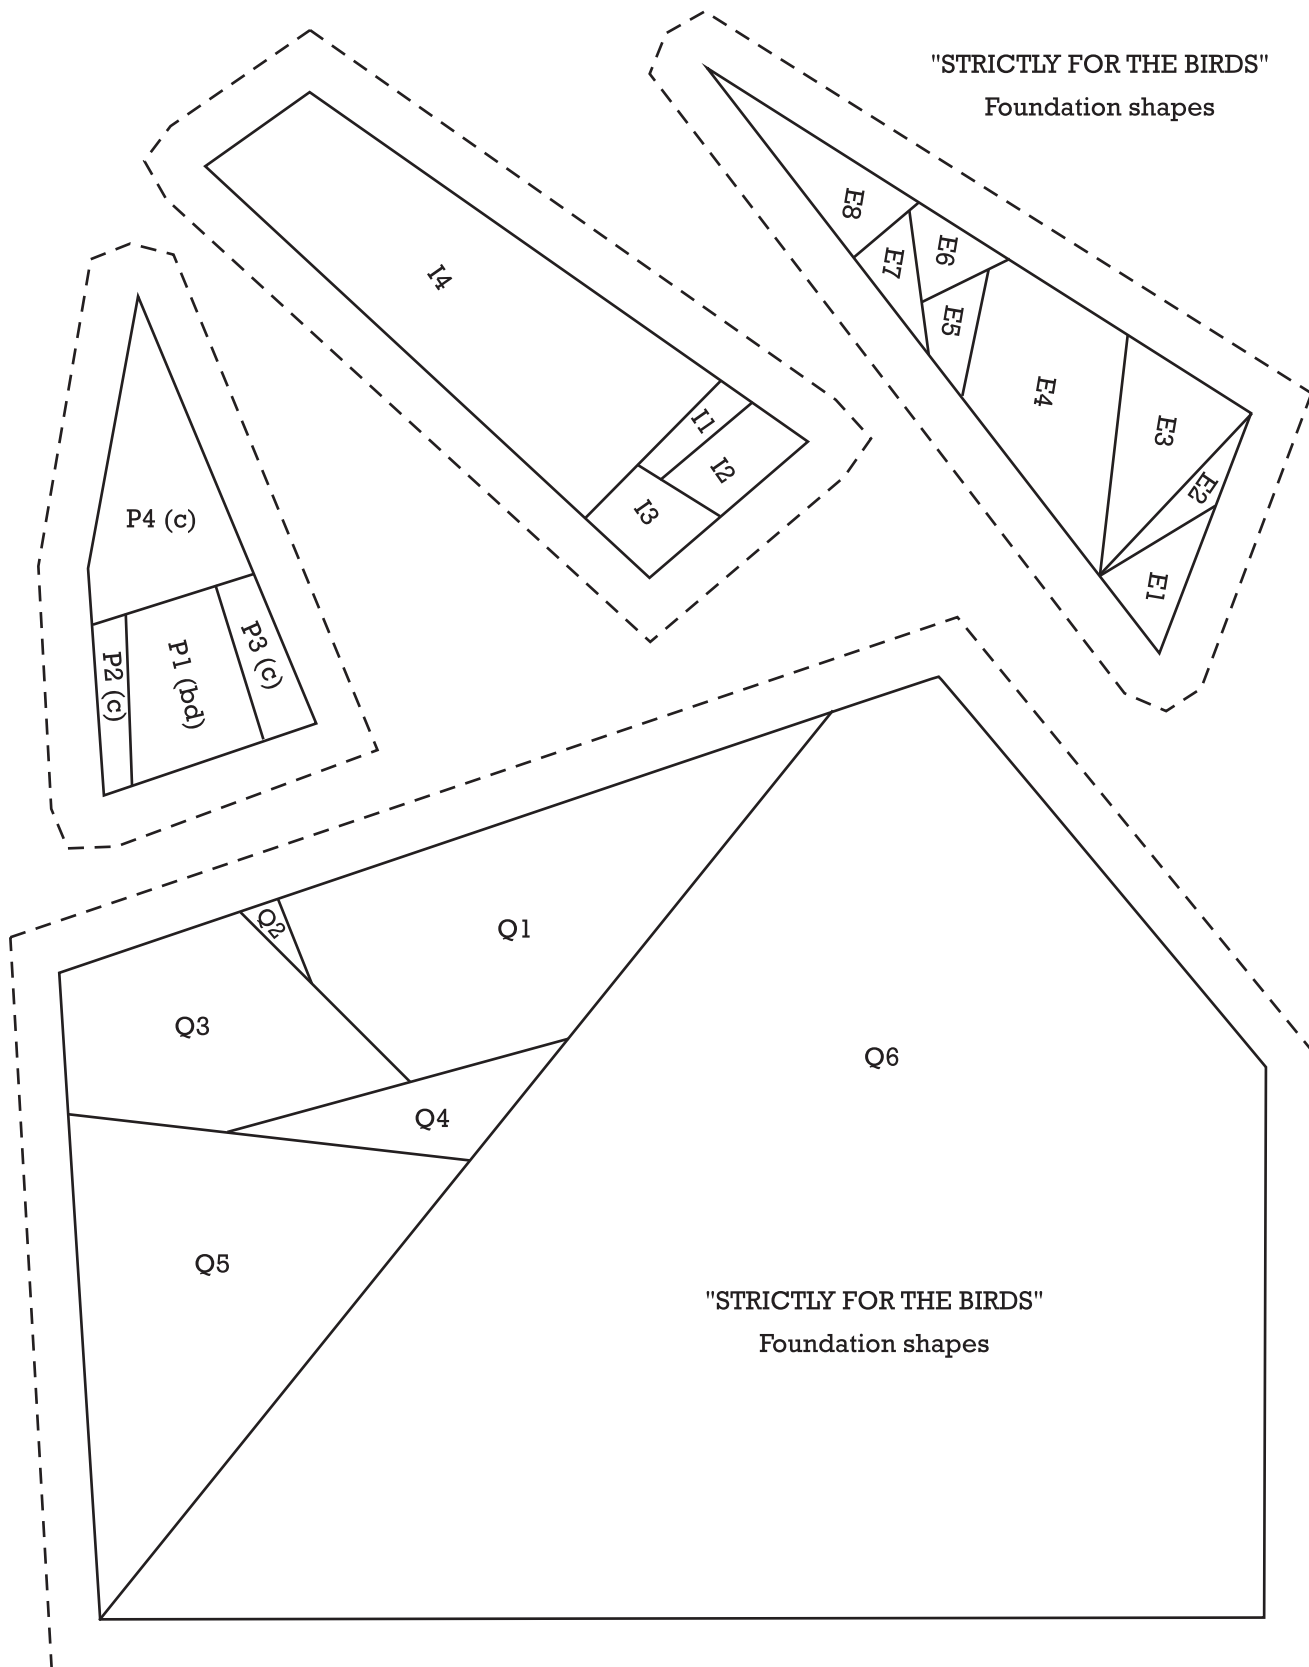 "STRICTLY FOR THE BIRDS"
Foundation shapes
E8
E7
E6
E5
E4
E3
E2
E1
I4
I1
I2
I3
P4 (c)
P2 (c)
P1 (bd)
P3 (c)
Q2
Q1
Q3
Q4
Q5
Q6
"STRICTLY FOR THE BIRDS"
Foundation shapes